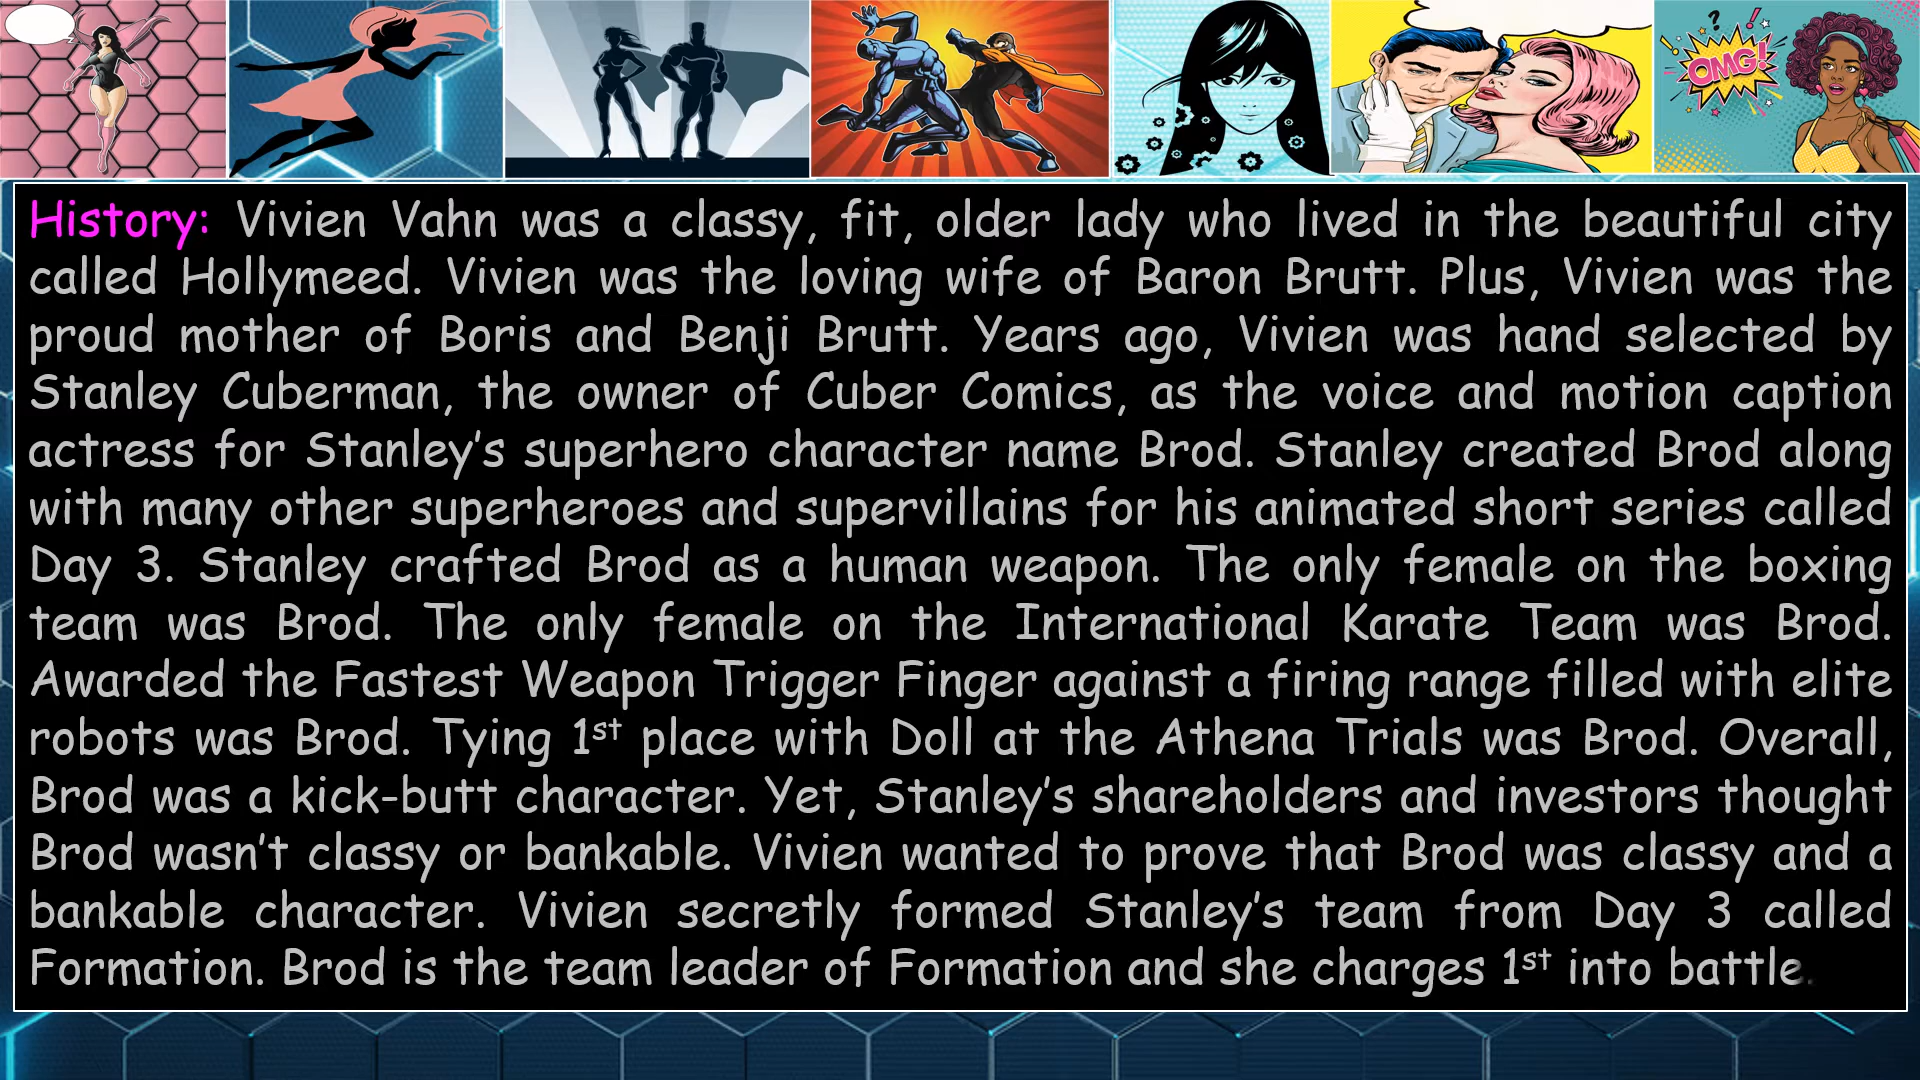 ? !
OMG!
History: Vivien Vahn was a classy, fit, older lady who lived in the beautiful city
called Hollymeed. Vivien was the loving wife of Baron Brutt. Plus, Vivien was the
proud mother of Boris and Benji Brutt. Years ago, Vivien was hand selected by
Stanley Cuberman, the owner of Cuber Comics, as the voice and motion caption
actress for Stanley’s superhero character name Brod. Stanley created Brod along
with many other superheroes and supervillains for his animated short series called
Day 3. Stanley crafted Brod as a human weapon. The only female on the boxing
team was Brod. The only female on the International Karate Team was Brod.
Awarded the Fastest Weapon Trigger Finger against a firing range filled with elite
robots was Brod. Tying 1st place with Doll at the Athena Trials was Brod. Overall,
Brod was a kick-butt character. Yet, Stanley’s shareholders and investors thought
Brod wasn’t classy or bankable. Vivien wanted to prove that Brod was classy and a
bankable character. Vivien secretly formed Stanley’s team from Day 3 called
Formation. Brod is the team leader of Formation and she charges 1st into battle.